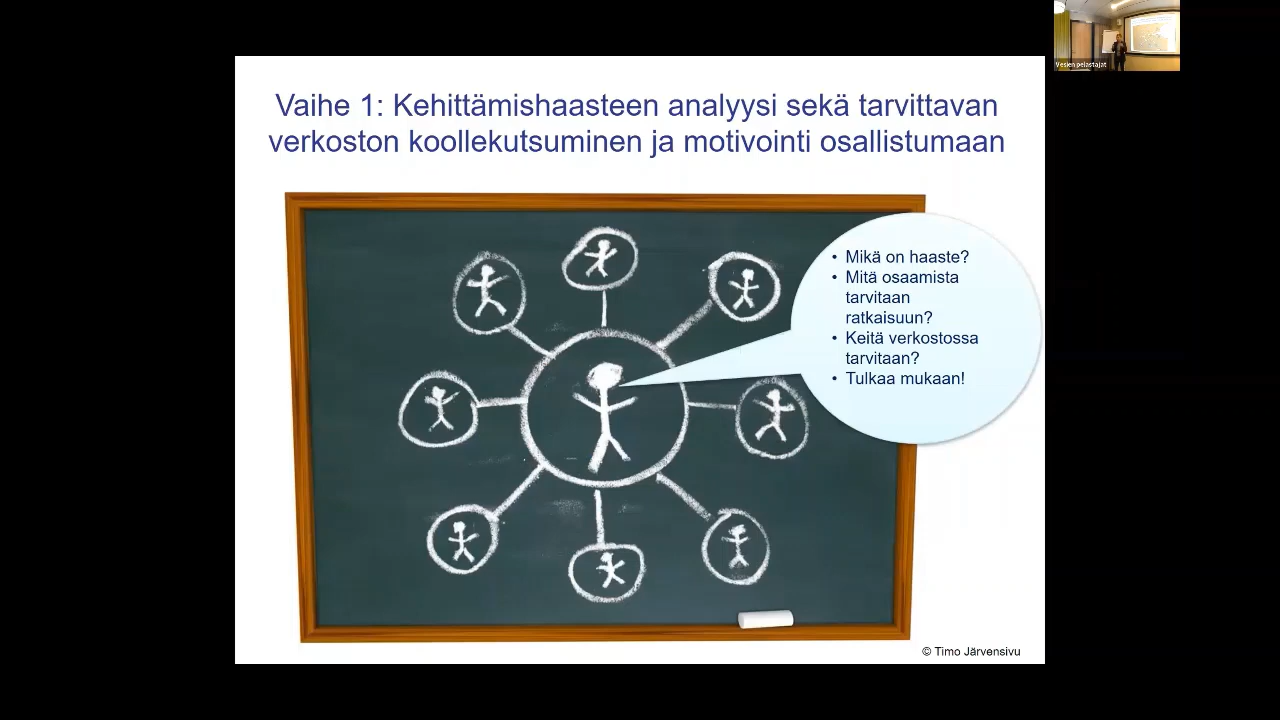 Vaihe 1: Kehittämishaasteen analyysi sekä tarvittavan
verkoston koollekutsuminen ja motivointi osallistumaan
• Mikä on haaste?
• Mitä osaamista
tarvitaan
ratkaisuun?
• Keitä verkostossa
tarvitaan?
• Tulkaa mukaan!
© Timo Järvensivu
Vesien pelastajat